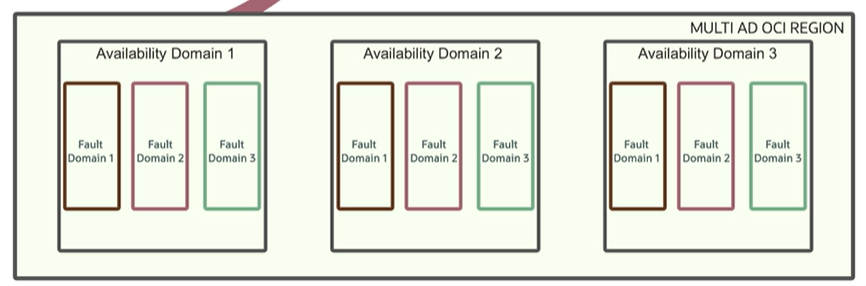 MULTI AD OCI REGION
Availability Domain 1
Fault
Domain 1
Fault
Domain 2
Fault
Domain 3
Availability Domain 2
Fault
Domain 1
Fault
Domain 2
Fault
Domain 3
Availability Domain 3
Fault
Domain 1
Fault
Domain 2
Fault
Domain 3